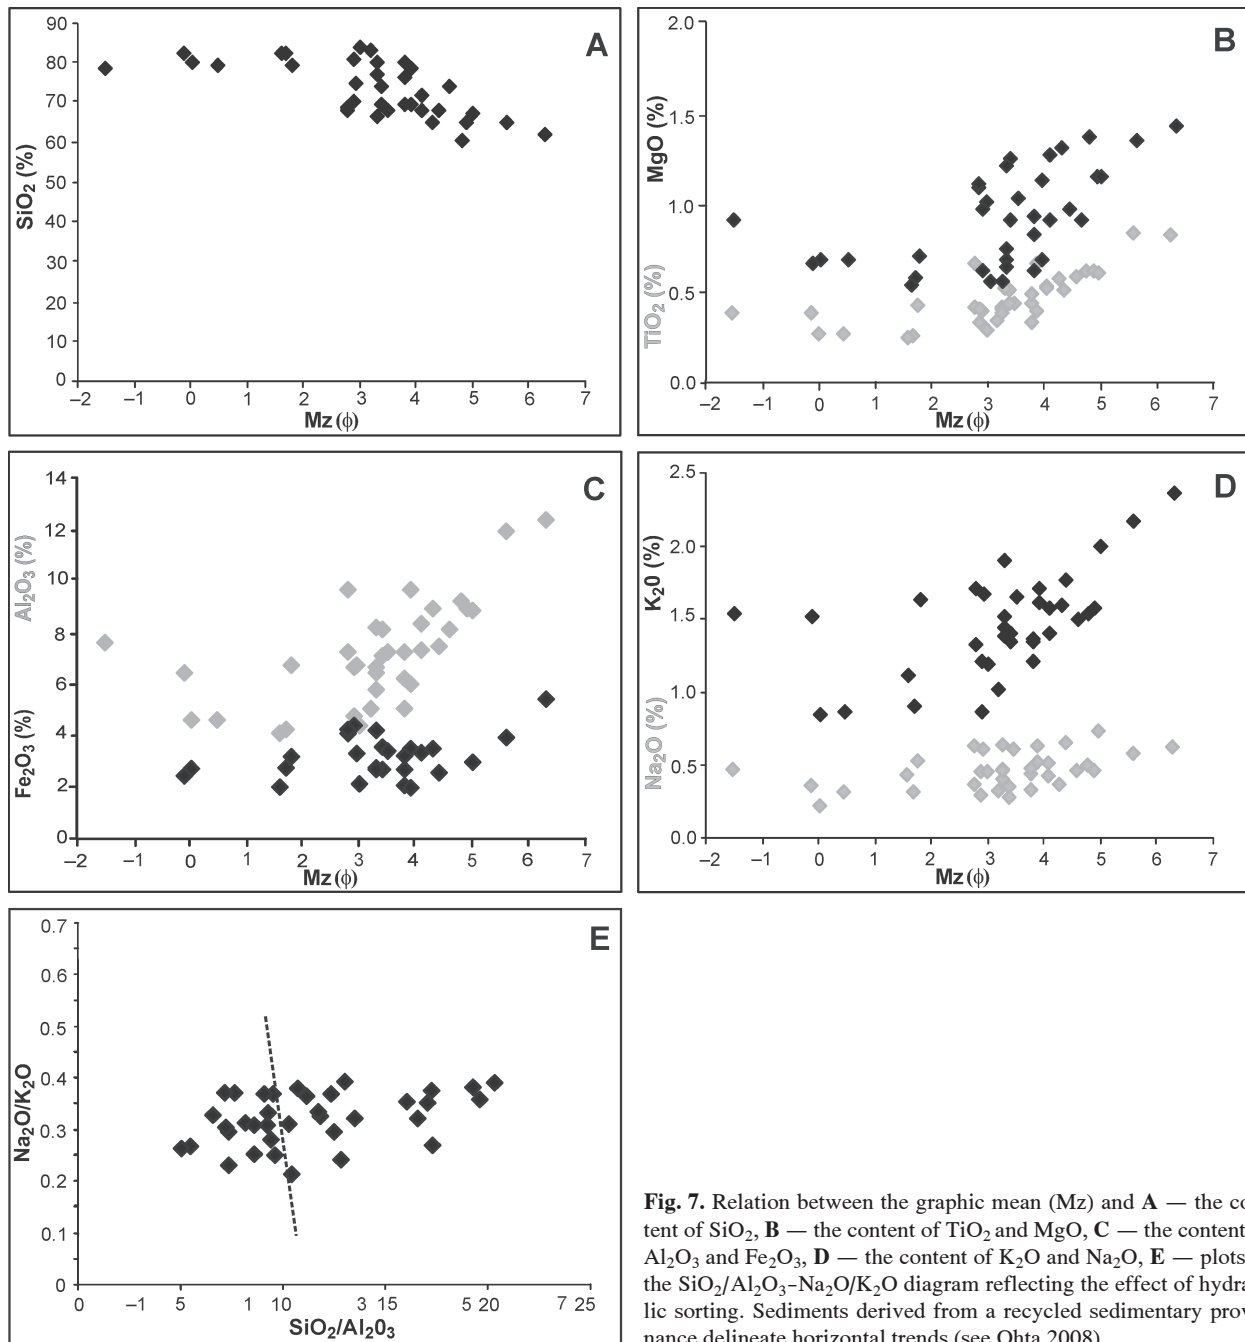 A
SiO2 (%)
90
80
70
60
50
40
30
20
10
0
–2 –1 0 1 2 3 4 5 6 7
Mz (ϕ)
B
TiO2 (%) MgO (%)
2.0
1.5
1.0
0.5
0.0
–2 –1 0 1 2 3 4 5 6 7
Mz (ϕ)
C
Fe2O3 (%) Al2O3 (%)
14
12
10
8
6
4
2
0
–2 –1 0 1 2 3 4 5 6 7
Mz (ϕ)
D
Na2O (%) K20 (%)
2.5
2.0
1.5
1.0
0.5
0.0
–2 –1 0 1 2 3 4 5 6 7
Mz (ϕ)
E
Na2O/K2O
0.7
0.6
0.5
0.4
0.3
0.2
0.1
0
0 –1 5 1 10 3 15 5 20 7 25
SiO2/Al203
Fig. 7. Relation between the graphic mean (Mz) and A — the co
tent of SiO2, B — the content of TiO2 and MgO, C — the content
Al2O3 and Fe2O3, D — the content of K2O and Na2O, E — plots
the SiO2/Al2O3–Na2O/K2O diagram reflecting the effect of hydra
lic sorting. Sediments derived from a recycled sedimentary prov
nance delineate horizontal trends (see Ohta 2008)